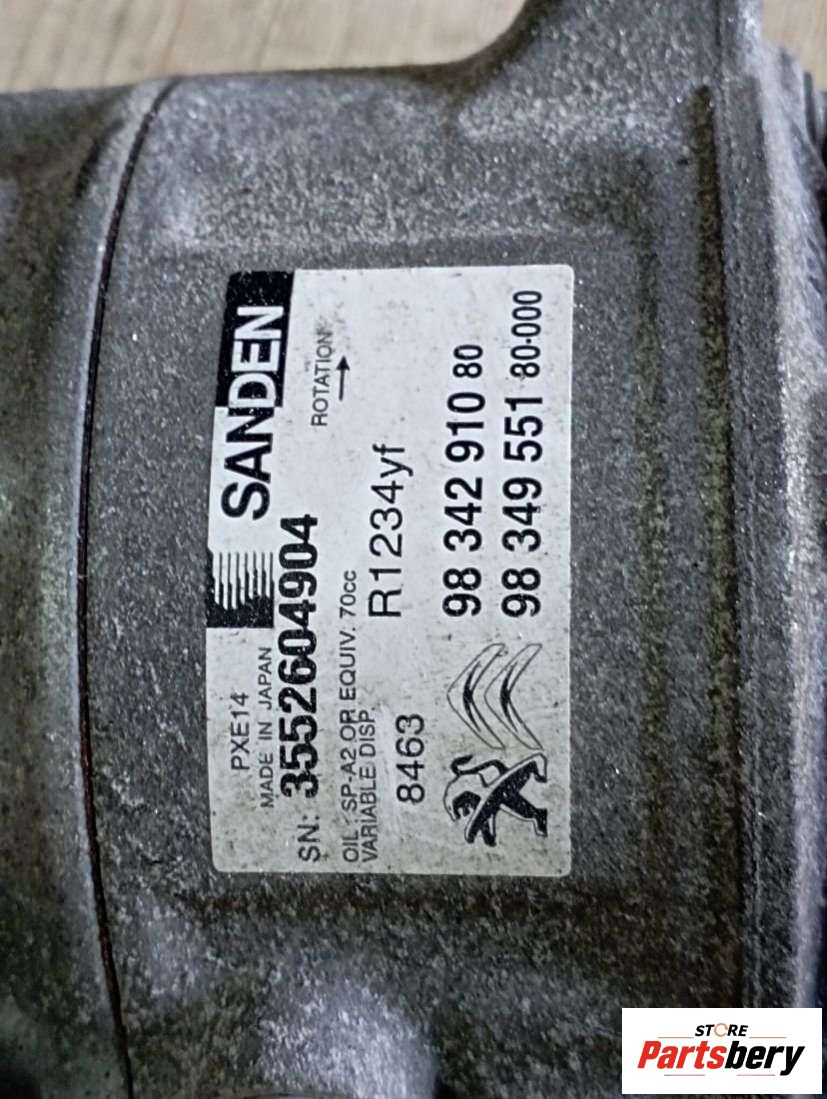 PXE14
MADE IN JAPAN
SANDEN
SN: 3552604904
OIL : SP-A2 OR EQUIV. 70cc
VARIABLE DISP.
ROTATION
8463
R1234yf
98 342 910 80
98 349 551 80-000
STORE
Partsbery